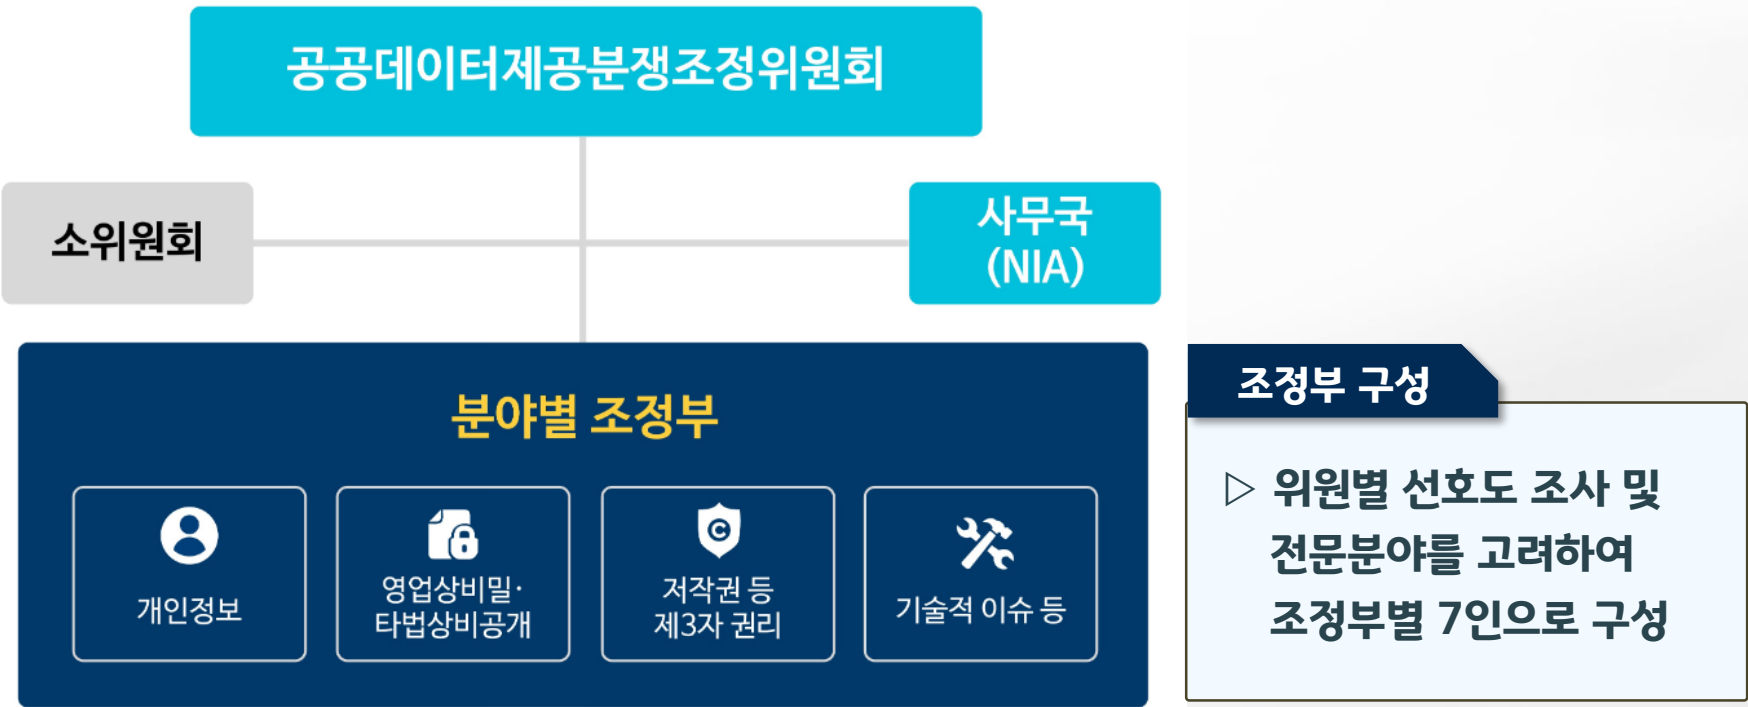 공공데이터제공분쟁조정위원회
소위원회
사무국
(NIA)
분야별 조정부
개인정보
영업상비밀·
타법상비공개
저작권 등
제3자 권리
기술적 이슈 등
조정부 구성
▷ 위원별 선호도 조사 및
전문분야를 고려하여
조정부별 7인으로 구성